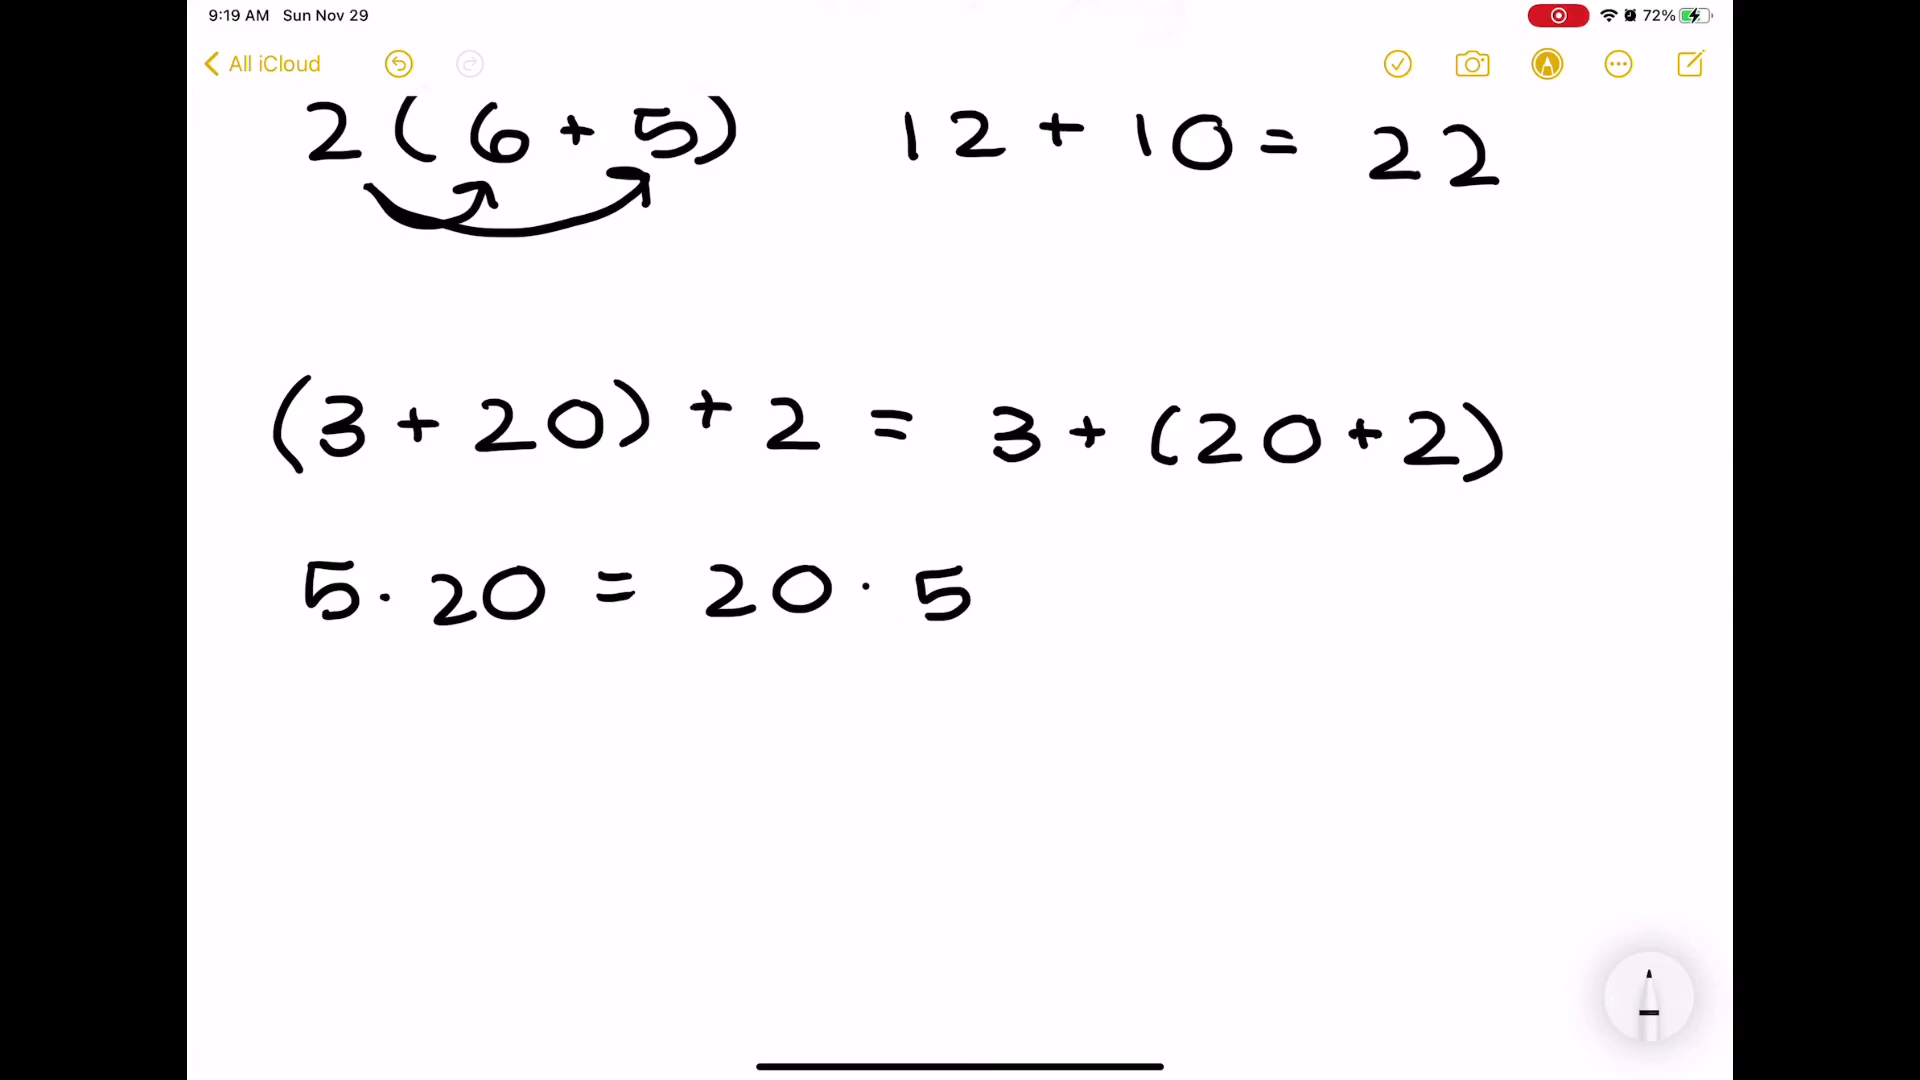 9:19 AM Sun Nov 29 72%
All iCloud
2 ( 6 + 5 ) 12 + 10 = 22
(3 + 20) + 2 = 3 + (20 + 2)
5 · 20 = 20 · 5